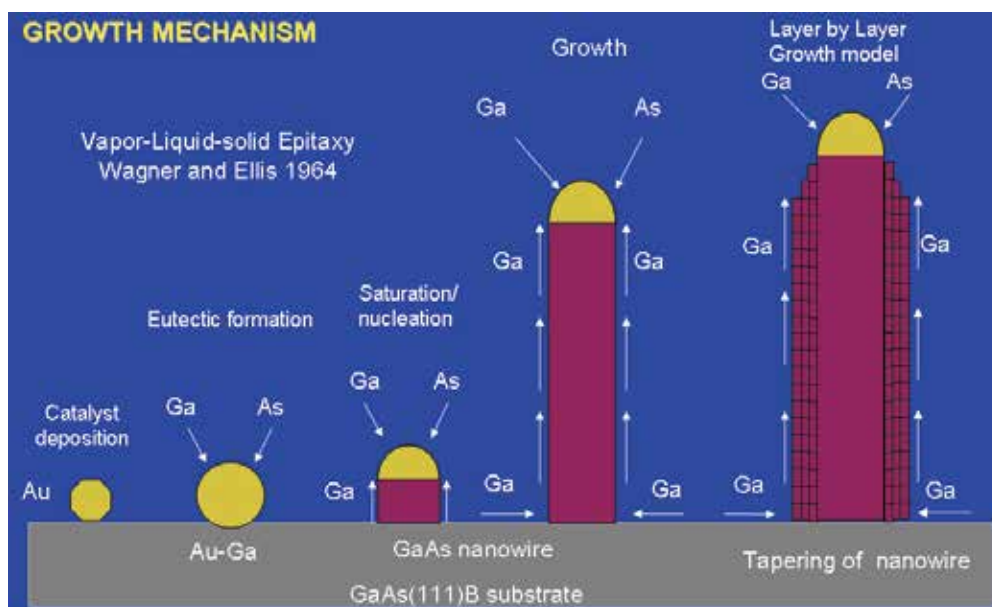 GROWTH MECHANISM
Vapor-Liquid-solid Epitaxy
Wagner and Ellis 1964
Catalyst
deposition
Au
Eutectic formation
Ga As
Au-Ga
Saturation/
nucleation
Ga As
Ga
GaAs nanowire
Growth
Ga As
Ga Ga
Ga Ga
Layer by Layer
Growth model
Ga As
Ga Ga
Ga Ga
Tapering of nanowire
GaAs(111)B substrate